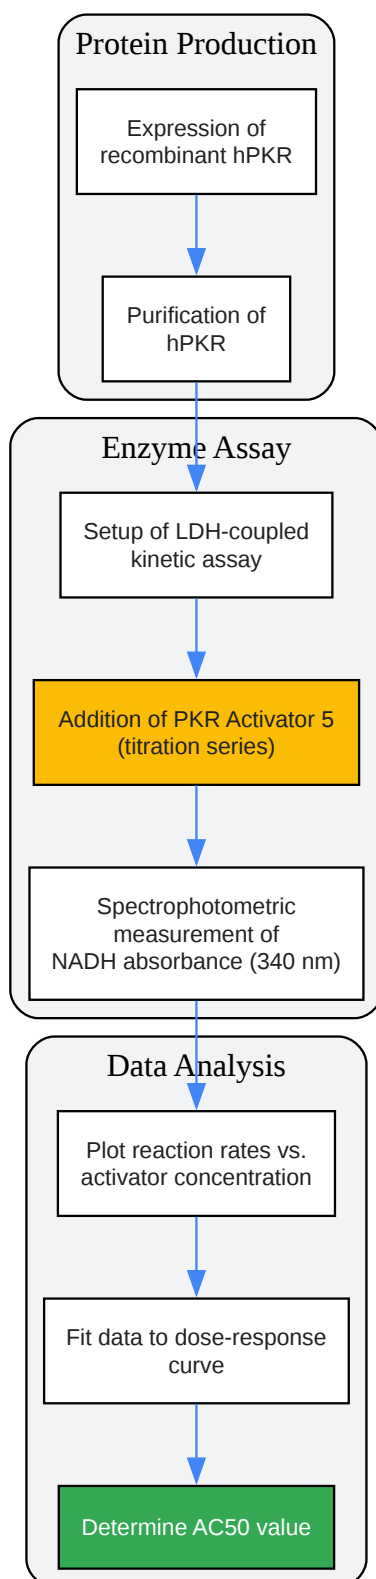 Protein Production
Expression of
recombinant hPKR
Purification of
hPKR
Enzyme Assay
Setup of LDH-coupled
kinetic assay
Addition of PKR Activator 5
(titration series)
Spectrophotometric
measurement of
NADH absorbance (340 nm)
Data Analysis
Plot reaction rates vs.
activator concentration
Fit data to dose-response
curve
Determine AC50 value